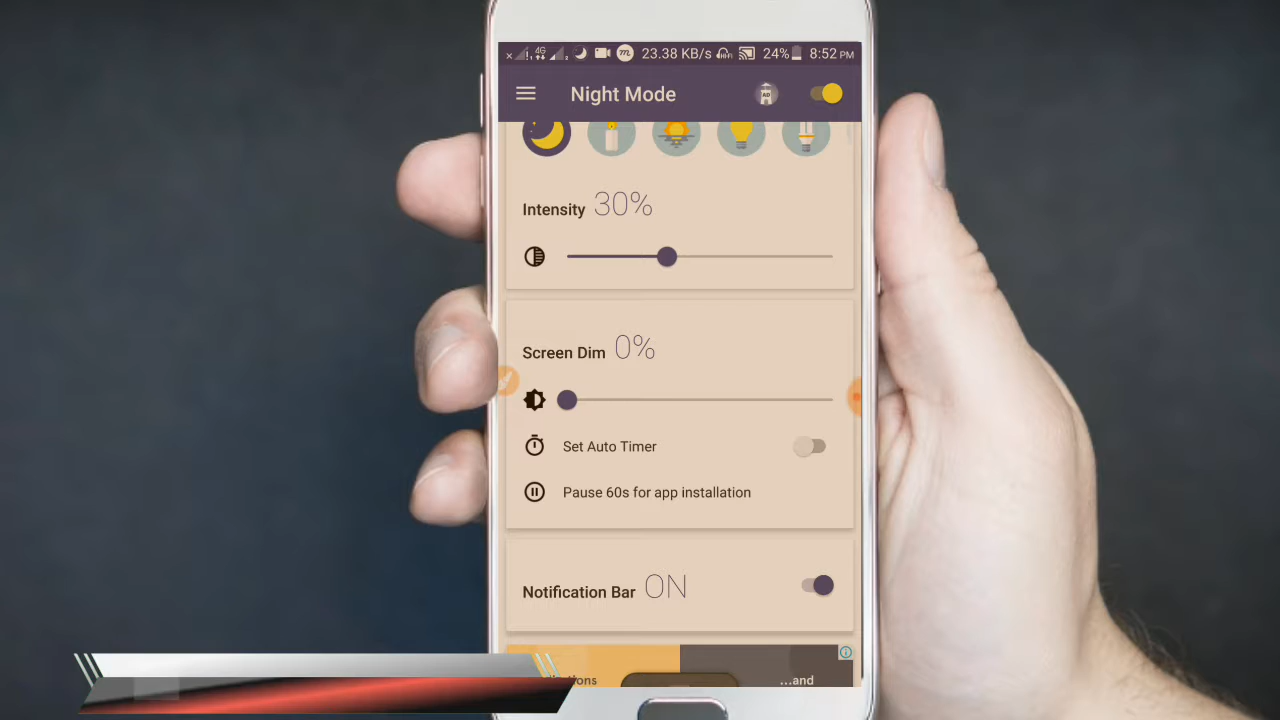 4G 23.38 KB/s 24% 8:52 PM
Night Mode
Intensity 30%
Screen Dim 0%
Set Auto Timer
Pause 60s for app installation
Notification Bar ON
...and